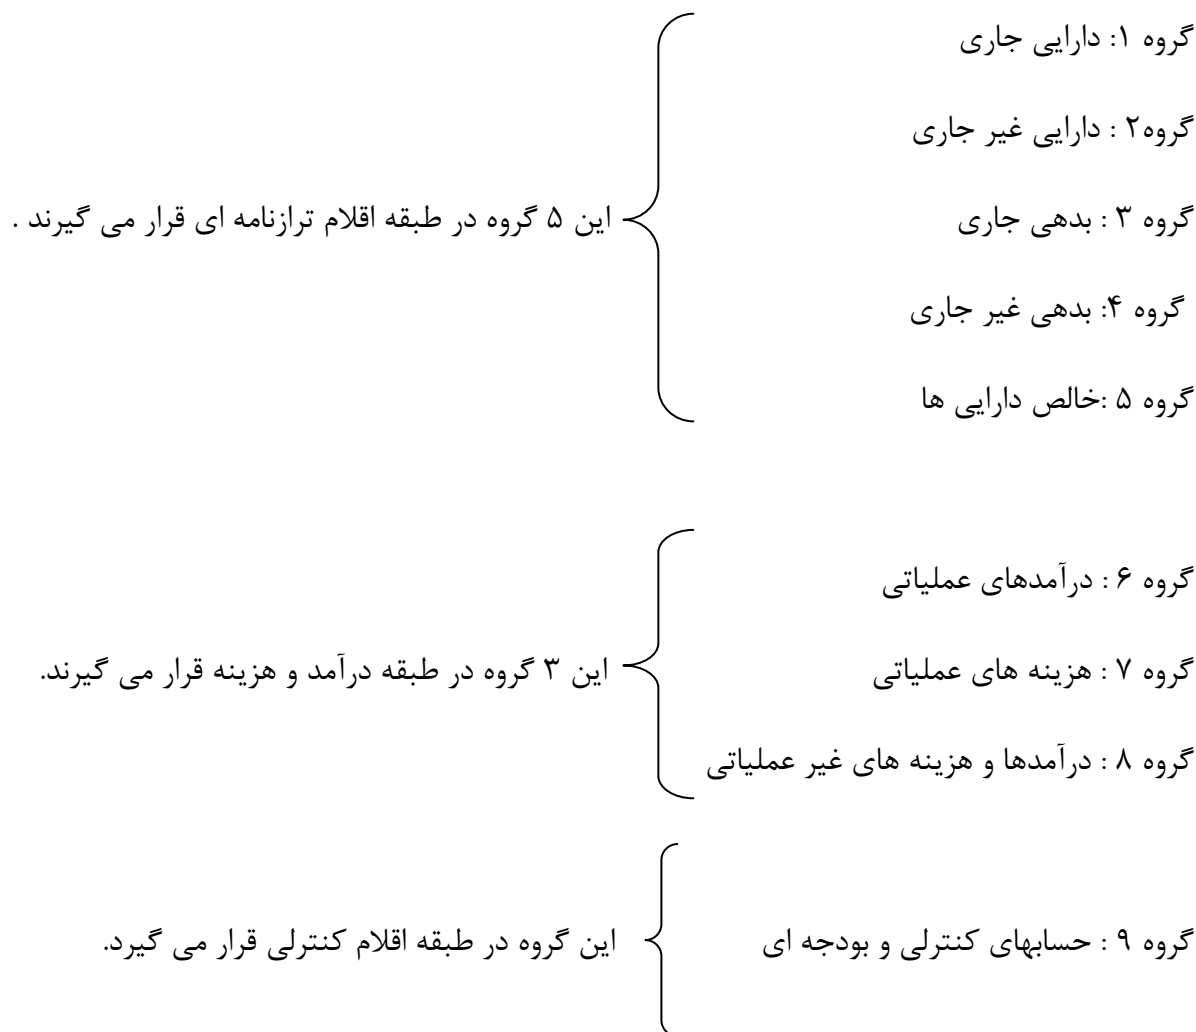 گروه ۱: دارایی جاری
گروه۲ : دارایی غیر جاری
گروه ۳ : بدهی جاری
این ۵ گروه در طبقه اقلام ترازنامه ای قرار می گیرند .
گروه ۴: بدهی غیر جاری
گروه ۵ :خالص دارایی ها
گروه ۶ : درآمدهای عملیاتی
گروه ۷ : هزینه های عملیاتی
این ۳ گروه در طبقه درآمد و هزینه قرار می گیرند.
گروه ۸ : درآمدها و هزینه های غیر عملیاتی
گروه ۹ : حسابهای کنترلی و بودجه ای
این گروه در طبقه اقلام کنترلی قرار می گیرد.